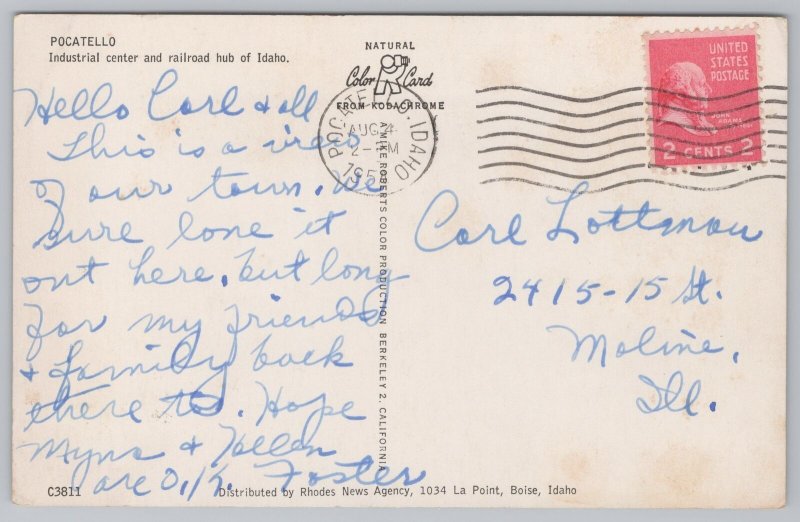 POCATELLO
Industrial center and railroad hub of Idaho.
Hello Carl & all
This is a view
of our town, we
sure love it
out here, but long
for my friends
& family back
there too. Hope
Myrna & Hellen
are O.K. Foster
C3811
Distributed by Rhodes News Agency, 1034 La Point, Boise, Idaho
NATURAL
Color Card
FROM KODACHROME
A MIKE ROBERTS COLOR PRODUCTION BERKELEY 2, CALIFORNIA
POCATELLO, IDAHO
AUG 4
2 - PM
UNITED
STATES
POSTAGE
JOHN
ADAMS
2 CENTS 2
Carl Lottman
2415-15 St.
Moline,
Ill.